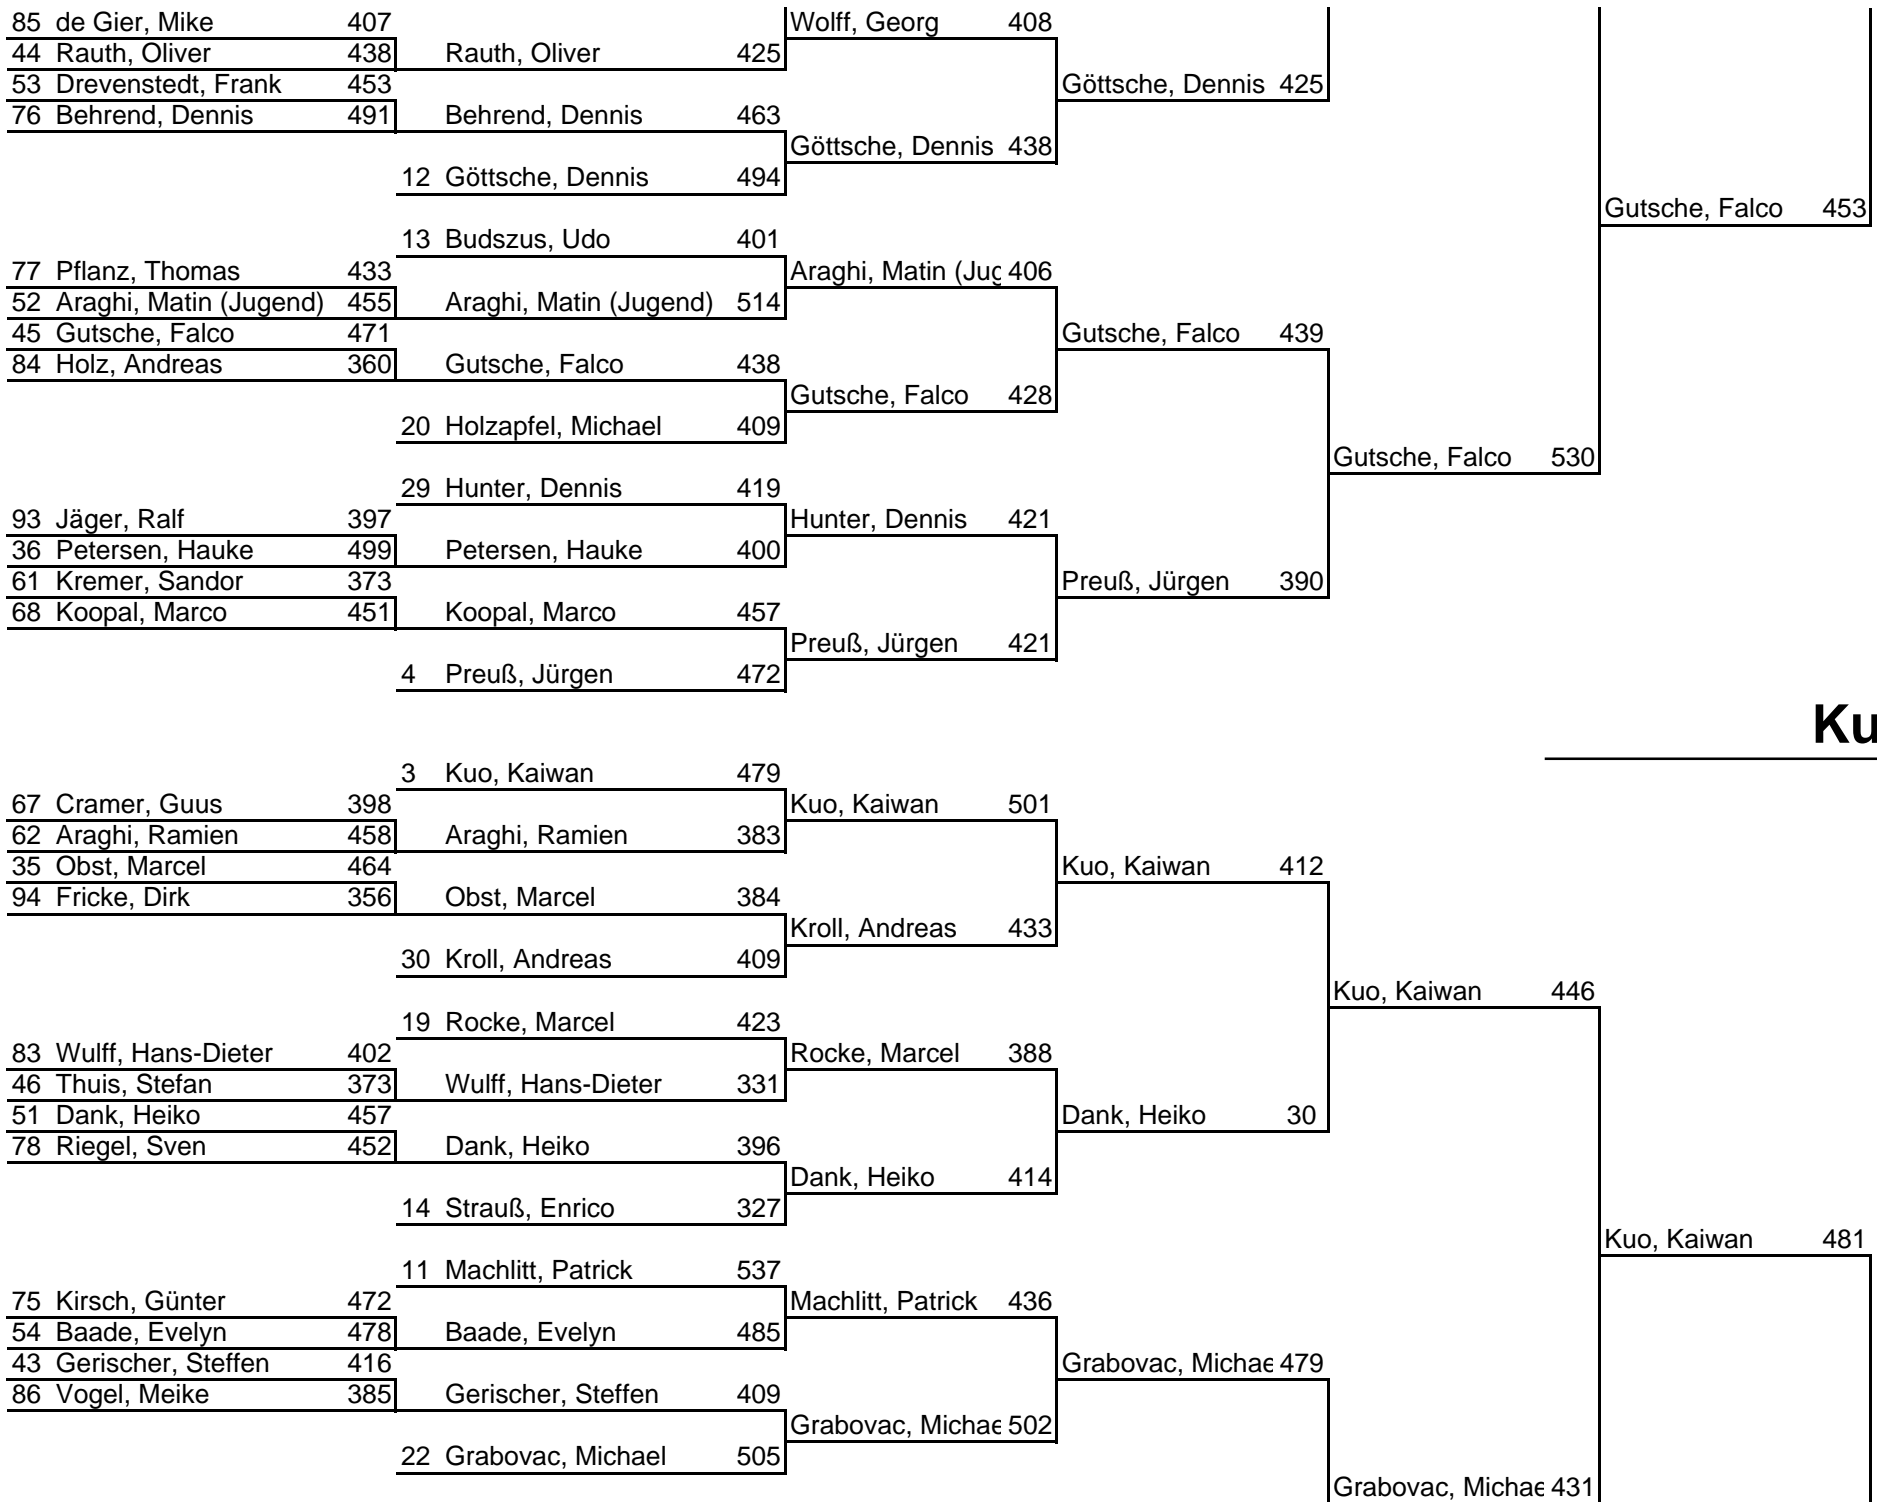 85 de Gier, Mike 407 Wolff, Georg 408
44 Rauth, Oliver 438 Rauth, Oliver 425
53 Drevenstedt, Frank 453 Göttsche, Dennis 425
76 Behrend, Dennis 491 Behrend, Dennis 463
Göttsche, Dennis 438
12 Göttsche, Dennis 494
Gutsche, Falco 453
13 Budszus, Udo 401
77 Pflanz, Thomas 433 Araghi, Matin (Jug 406
52 Araghi, Matin (Jugend) 455 Araghi, Matin (Jugend) 514
45 Gutsche, Falco 471 Gutsche, Falco 439
84 Holz, Andreas 360 Gutsche, Falco 438
Gutsche, Falco 428
20 Holzapfel, Michael 409
Gutsche, Falco 530
29 Hunter, Dennis 419
93 Jäger, Ralf 397 Hunter, Dennis 421
36 Petersen, Hauke 499 Petersen, Hauke 400
61 Kremer, Sandor 373 Preuß, Jürgen 390
68 Koopal, Marco 451 Koopal, Marco 457
Preuß, Jürgen 421
4 Preuß, Jürgen 472
Ku
3 Kuo, Kaiwan 479
67 Cramer, Guus 398 Kuo, Kaiwan 501
62 Araghi, Ramien 458 Araghi, Ramien 383
35 Obst, Marcel 464 Kuo, Kaiwan 412
94 Fricke, Dirk 356 Obst, Marcel 384
Kroll, Andreas 433
30 Kroll, Andreas 409
Kuo, Kaiwan 446
19 Rocke, Marcel 423
83 Wulff, Hans-Dieter 402 Rocke, Marcel 388
46 Thuis, Stefan 373 Wulff, Hans-Dieter 331
51 Dank, Heiko 457 Dank, Heiko 30
78 Riegel, Sven 452 Dank, Heiko 396
Dank, Heiko 414
14 Strauß, Enrico 327
Kuo, Kaiwan 481
11 Machlitt, Patrick 537
75 Kirsch, Günter 472 Machlitt, Patrick 436
54 Baade, Evelyn 478 Baade, Evelyn 485
43 Gerischer, Steffen 416 Grabovac, Michae 479
86 Vogel, Meike 385 Gerischer, Steffen 409
Grabovac, Michae 502
22 Grabovac, Michael 505
Grabovac, Michae 431